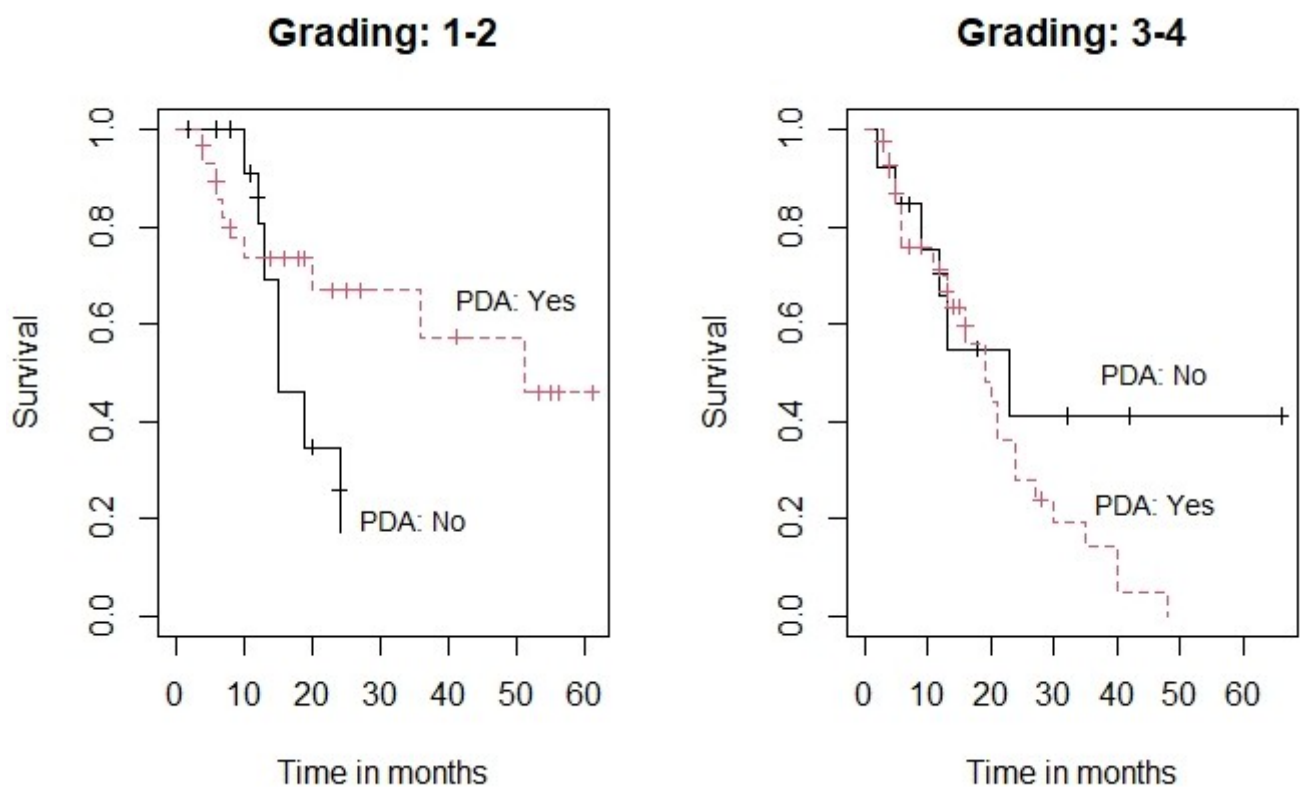 Grading: 1-2
Survival
1.0
0.8
0.6
0.4
0.2
0.0
PDA: Yes
PDA: No
0 10 20 30 40 50 60
Time in months
Grading: 3-4
Survival
1.0
0.8
0.6
0.4
0.2
0.0
PDA: No
PDA: Yes
0 10 20 30 40 50 60
Time in months